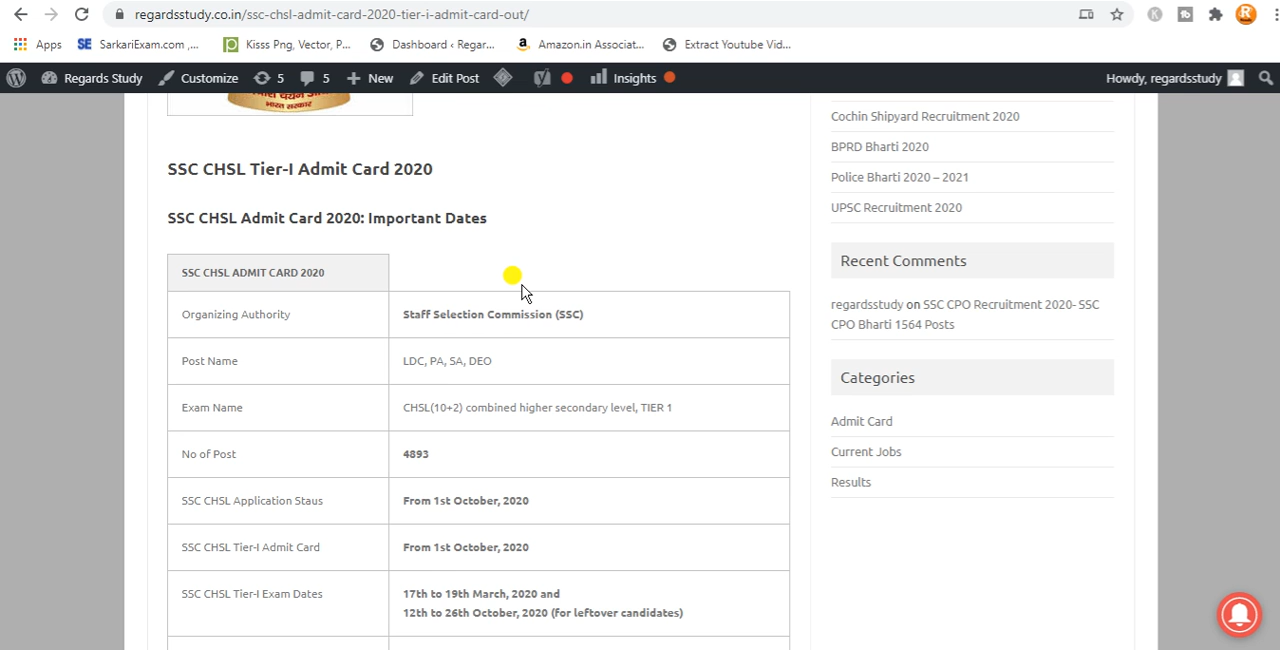 regardsstudy.co.in/ssc-chsl-admit-card-2020-tier-i-admit-card-out/
Apps SarkariExam.com ,... Kisss Png, Vector, P... Dashboard ‹ Regar... Amazon.in Associat... Extract Youtube Vid...
Regards Study Customize 5 5 New Edit Post Insights Howdy, regardsstudy
भारत सरकार
SSC CHSL Tier-I Admit Card 2020
SSC CHSL Admit Card 2020: Important Dates
SSC CHSL ADMIT CARD 2020
Organizing Authority Staff Selection Commission (SSC)
Post Name LDC, PA, SA, DEO
Exam Name CHSL(10+2) combined higher secondary level, TIER 1
No of Post 4893
SSC CHSL Application Staus From 1st October, 2020
SSC CHSL Tier-I Admit Card From 1st October, 2020
SSC CHSL Tier-I Exam Dates 17th to 19th March, 2020 and
12th to 26th October, 2020 (for leftover candidates)
Cochin Shipyard Recruitment 2020
BPRD Bharti 2020
Police Bharti 2020 – 2021
UPSC Recruitment 2020
Recent Comments
regardsstudy on SSC CPO Recruitment 2020- SSC
CPO Bharti 1564 Posts
Categories
Admit Card
Current Jobs
Results